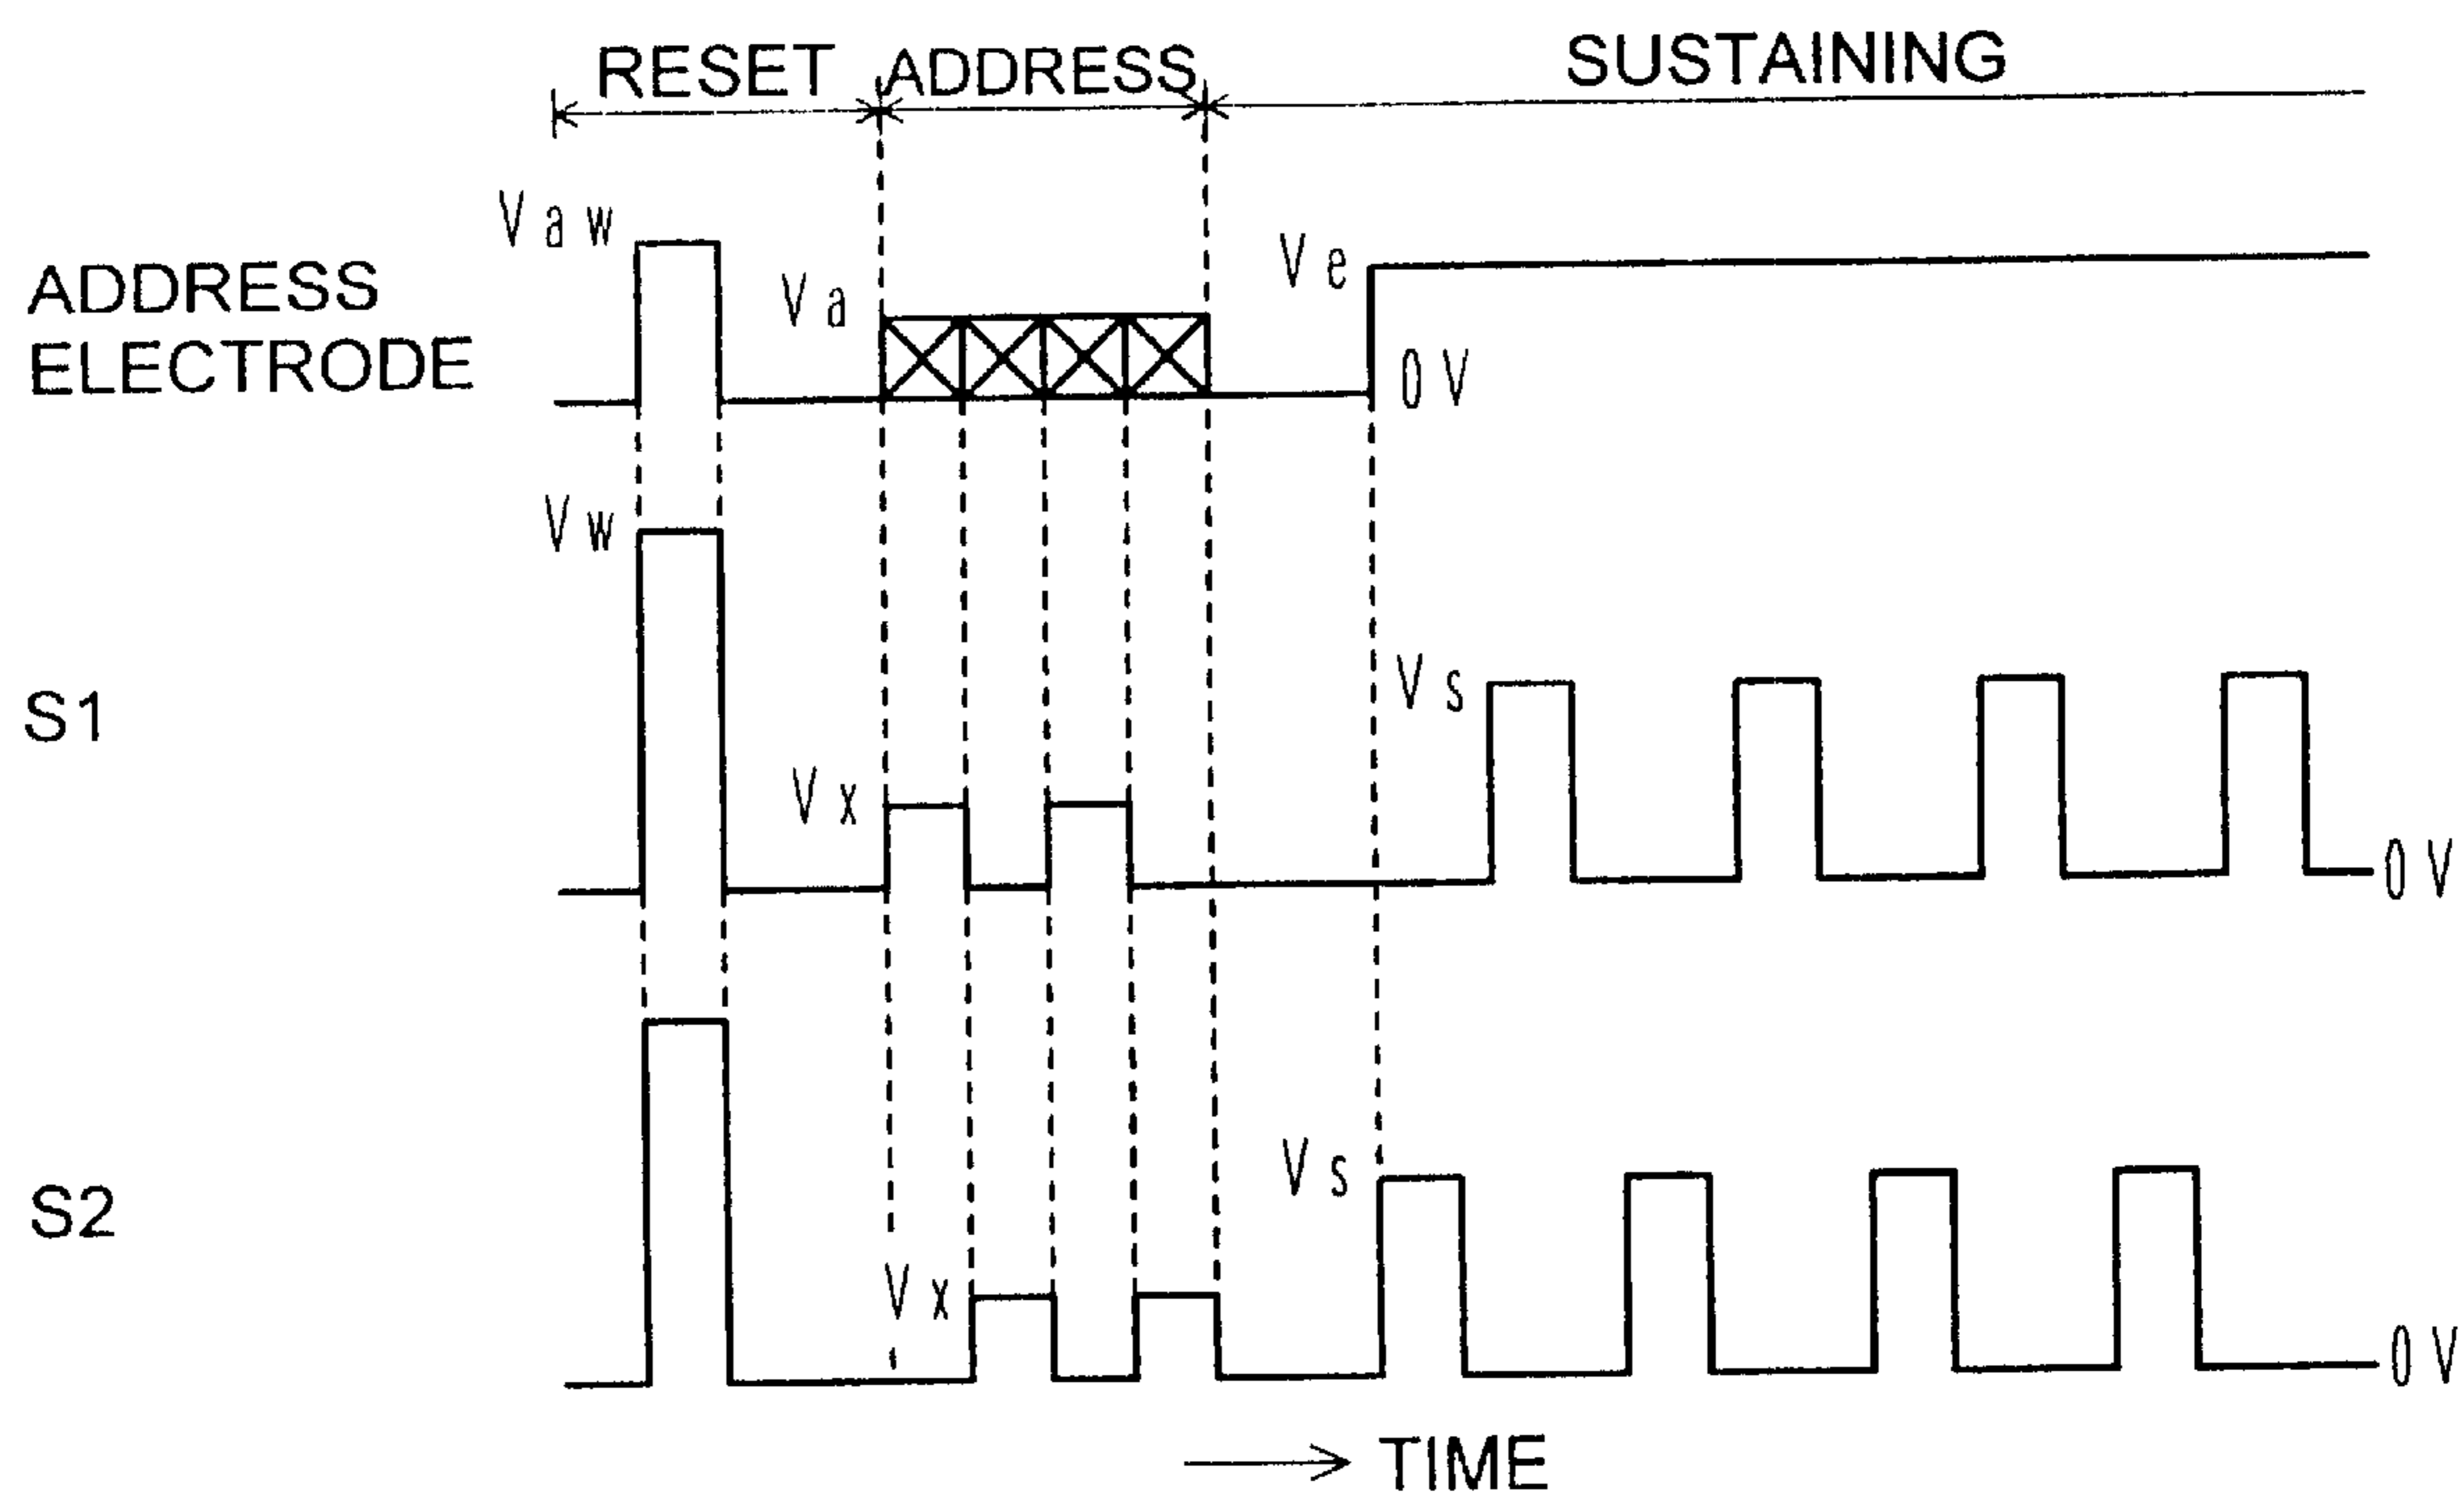 RESET ADDRESS SUSTAINING
Vaw
Va
Ve
ADDRESS
ELECTRODE
0V
Vw
Vs
S1
Vx
0V
Vs
S2
Vx
0V
TIME